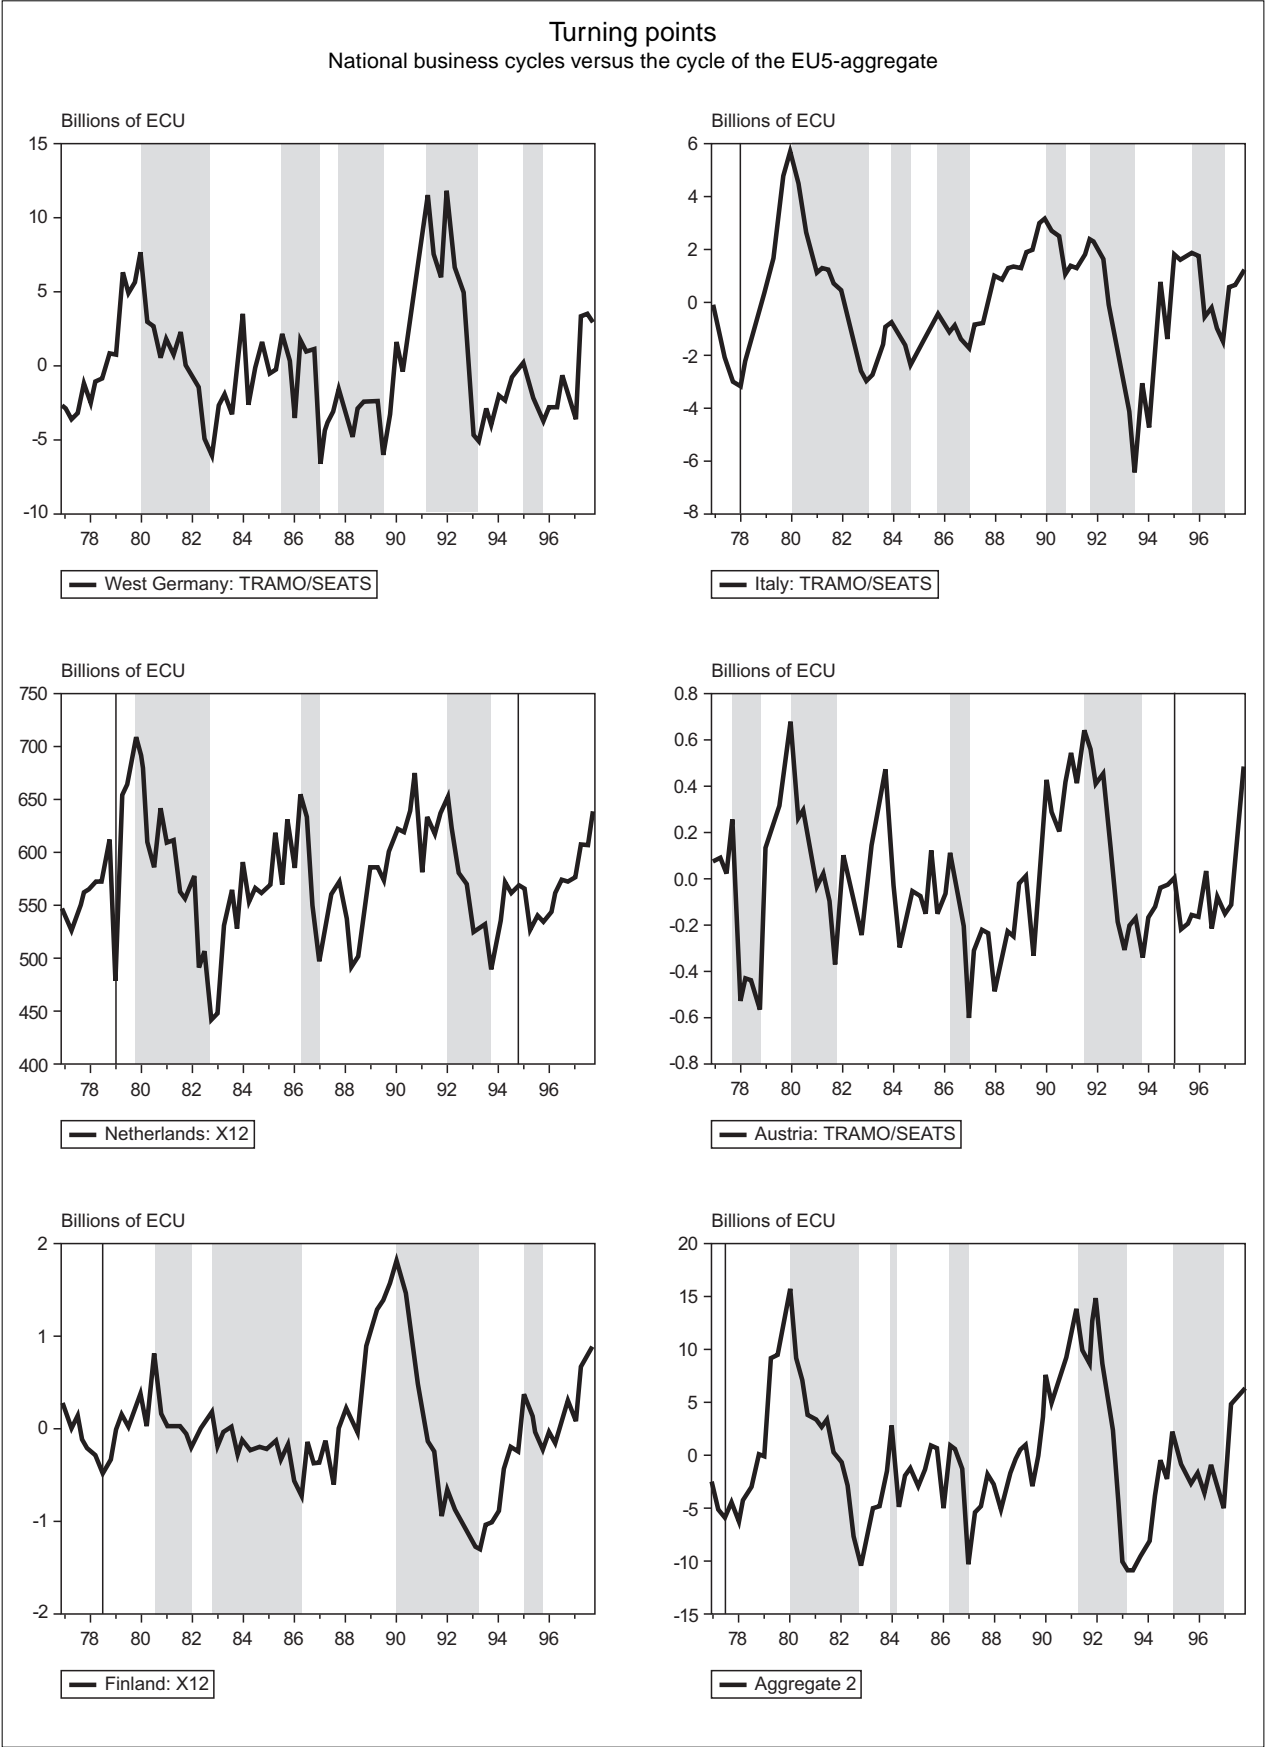 Turning points
National business cycles versus the cycle of the EU5-aggregate
Billions of ECU
15
10
5
0
-5
-10
78 80 82 84 86 88 90 92 94 96
West Germany: TRAMO/SEATS
Billions of ECU
6
4
2
0
-2
-4
-6
-8
78 80 82 84 86 88 90 92 94 96
Italy: TRAMO/SEATS
Billions of ECU
750
700
650
600
550
500
450
400
78 80 82 84 86 88 90 92 94 96
Netherlands: X12
Billions of ECU
0.8
0.6
0.4
0.2
0.0
-0.2
-0.4
-0.6
-0.8
78 80 82 84 86 88 90 92 94 96
Austria: TRAMO/SEATS
Billions of ECU
2
1
0
-1
-2
78 80 82 84 86 88 90 92 94 96
Finland: X12
Billions of ECU
20
15
10
5
0
-5
-10
-15
78 80 82 84 86 88 90 92 94 96
Aggregate 2